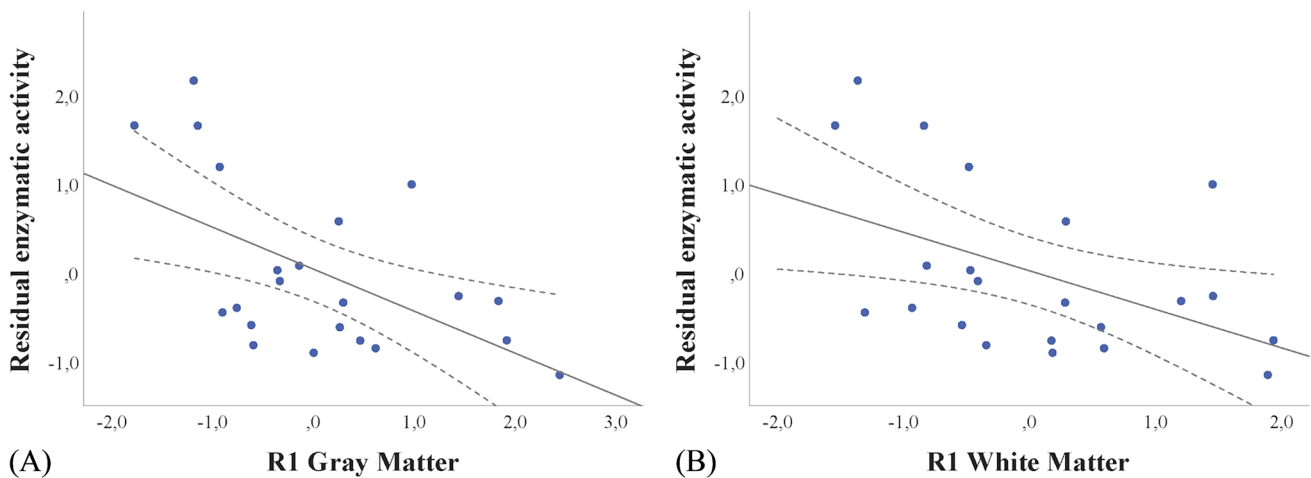 Residual enzymatic activity
2,0
1,0
,0
-1,0
-2,0 -1,0 ,0 1,0 2,0 3,0
(A) R1 Gray Matter
Residual enzymatic activity
2,0
1,0
,0
-1,0
-2,0 -1,0 ,0 1,0 2,0
(B) R1 White Matter